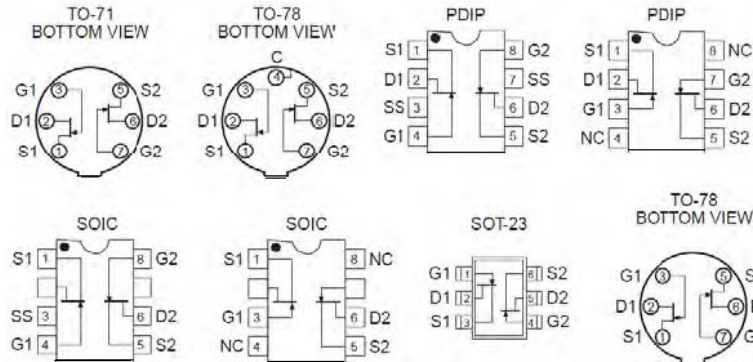 TO-71
BOTTOM VIEW
G1 3 5 S2
D1 2 6 D2
S1 1 7 G2
TO-78
BOTTOM VIEW
C
4
G1 3 5 S2
D1 2 6 D2
S1 1 7 G2
PDIP
S1 1 8 G2
D1 2 7 SS
SS 3 6 D2
G1 4 5 S2
PDIP
S1 1 8 NC
D1 2 7 G2
G1 3 6 D2
NC 4 5 S2
SOIC
S1 1 8 G2
SS 3 6 D2
G1 4 5 S2
SOIC
S1 1 8 NC
G1 3 6 D2
NC 4 5 S2
SOT-23
G1 1 6 S2
D1 2 5 D2
S1 3 4 G2
TO-78
BOTTOM VIEW
G1 3 5 S
D1 2 6
S1 1 7 G